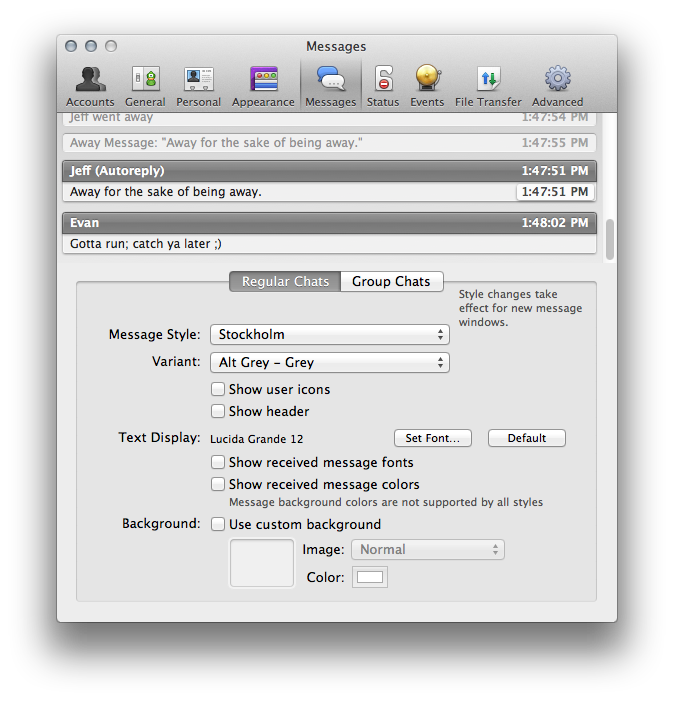 Messages
Accounts General Personal Appearance Messages Status Events File Transfer Advanced
Jeff went away 1:47:54 PM
Away Message: "Away for the sake of being away." 1:47:55 PM
Jeff (Autoreply) 1:47:51 PM
Away for the sake of being away. 1:47:51 PM
Evan 1:48:02 PM
Gotta run; catch ya later ;)
Regular Chats Group Chats
Style changes take
effect for new message
windows.
Message Style: Stockholm
Variant: Alt Grey – Grey
Show user icons
Show header
Text Display: Lucida Grande 12 Set Font... Default
Show received message fonts
Show received message colors
Message background colors are not supported by all styles
Background: Use custom background
Image: Normal
Color: